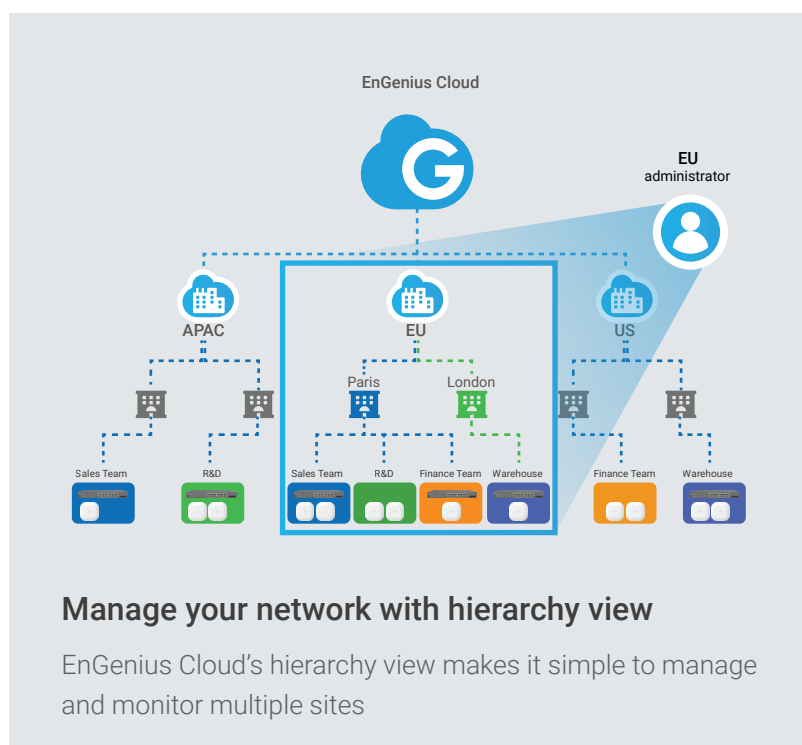 EnGenius Cloud
EU
administrator
APAC
EU
US
Paris
London
Sales Team
R&D
Sales Team
R&D
Finance Team
Warehouse
Finance Team
Warehouse
Manage your network with hierarchy view
EnGenius Cloud's hierarchy view makes it simple to manage
and monitor multiple sites